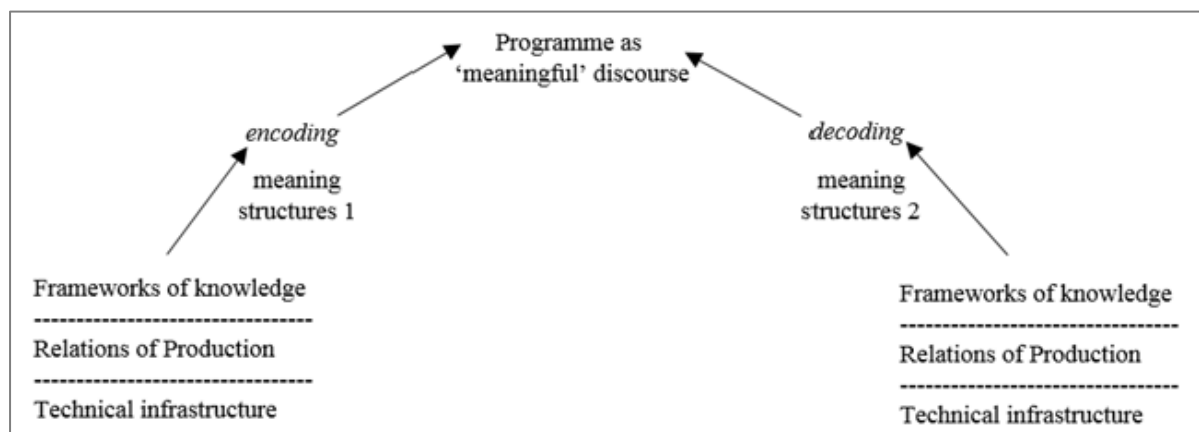 Programme as
‘meaningful’ discourse
encoding
decoding
meaning
structures 1
meaning
structures 2
Frameworks of knowledge
---------------------------------
Relations of Production
---------------------------------
Technical infrastructure
Frameworks of knowledge
---------------------------------
Relations of Production
---------------------------------
Technical infrastructure